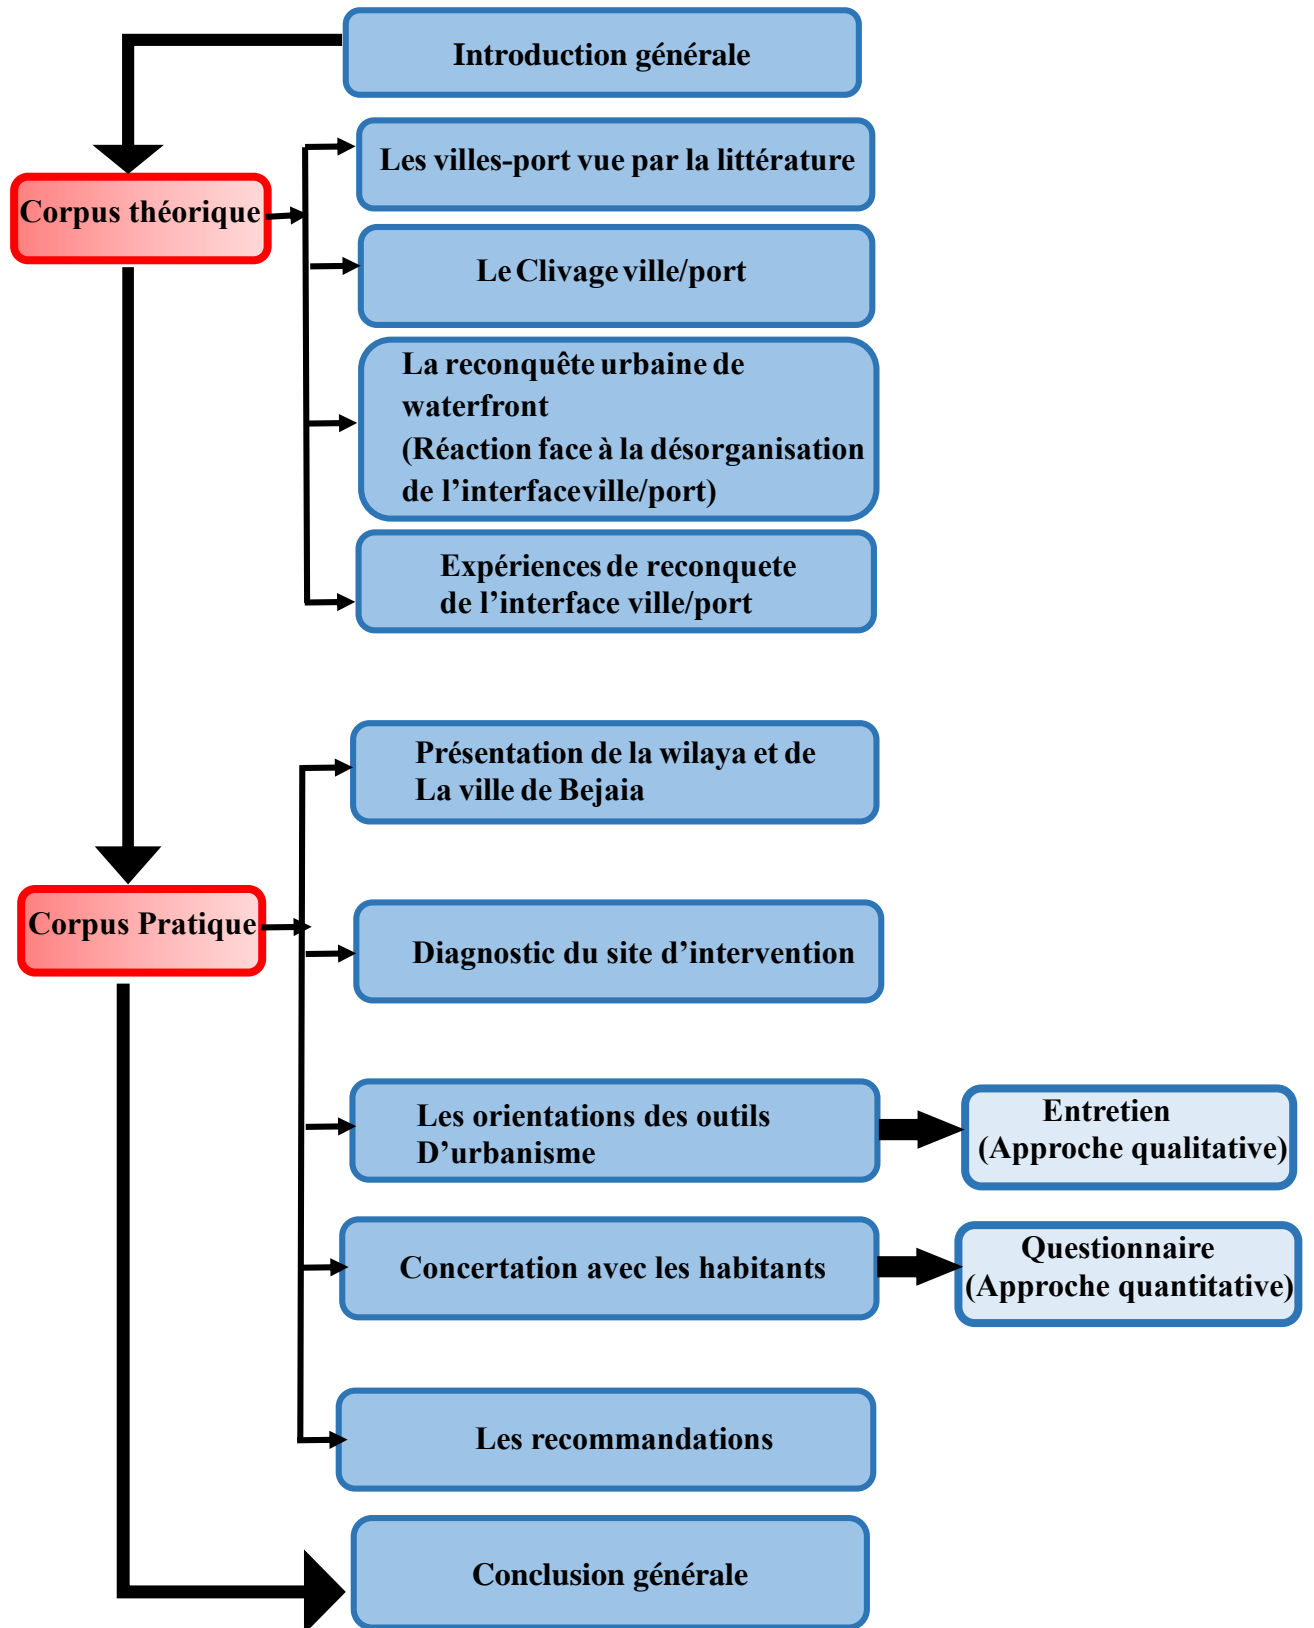 Introduction générale
Les villes-port vue par la littérature
Corpus théorique
Le Clivage ville/port
La reconquête urbaine de
waterfront
(Réaction face à la désorganisation
de l’interfaceville/port)
Expériences de reconquete
de l’interface ville/port
Présentation de la wilaya et de
La ville de Bejaia
Corpus Pratique
Diagnostic du site d’intervention
Les orientations des outils
D’urbanisme
Entretien
(Approche qualitative)
Concertation avec les habitants
Questionnaire
(Approche quantitative)
Les recommandations
Conclusion générale